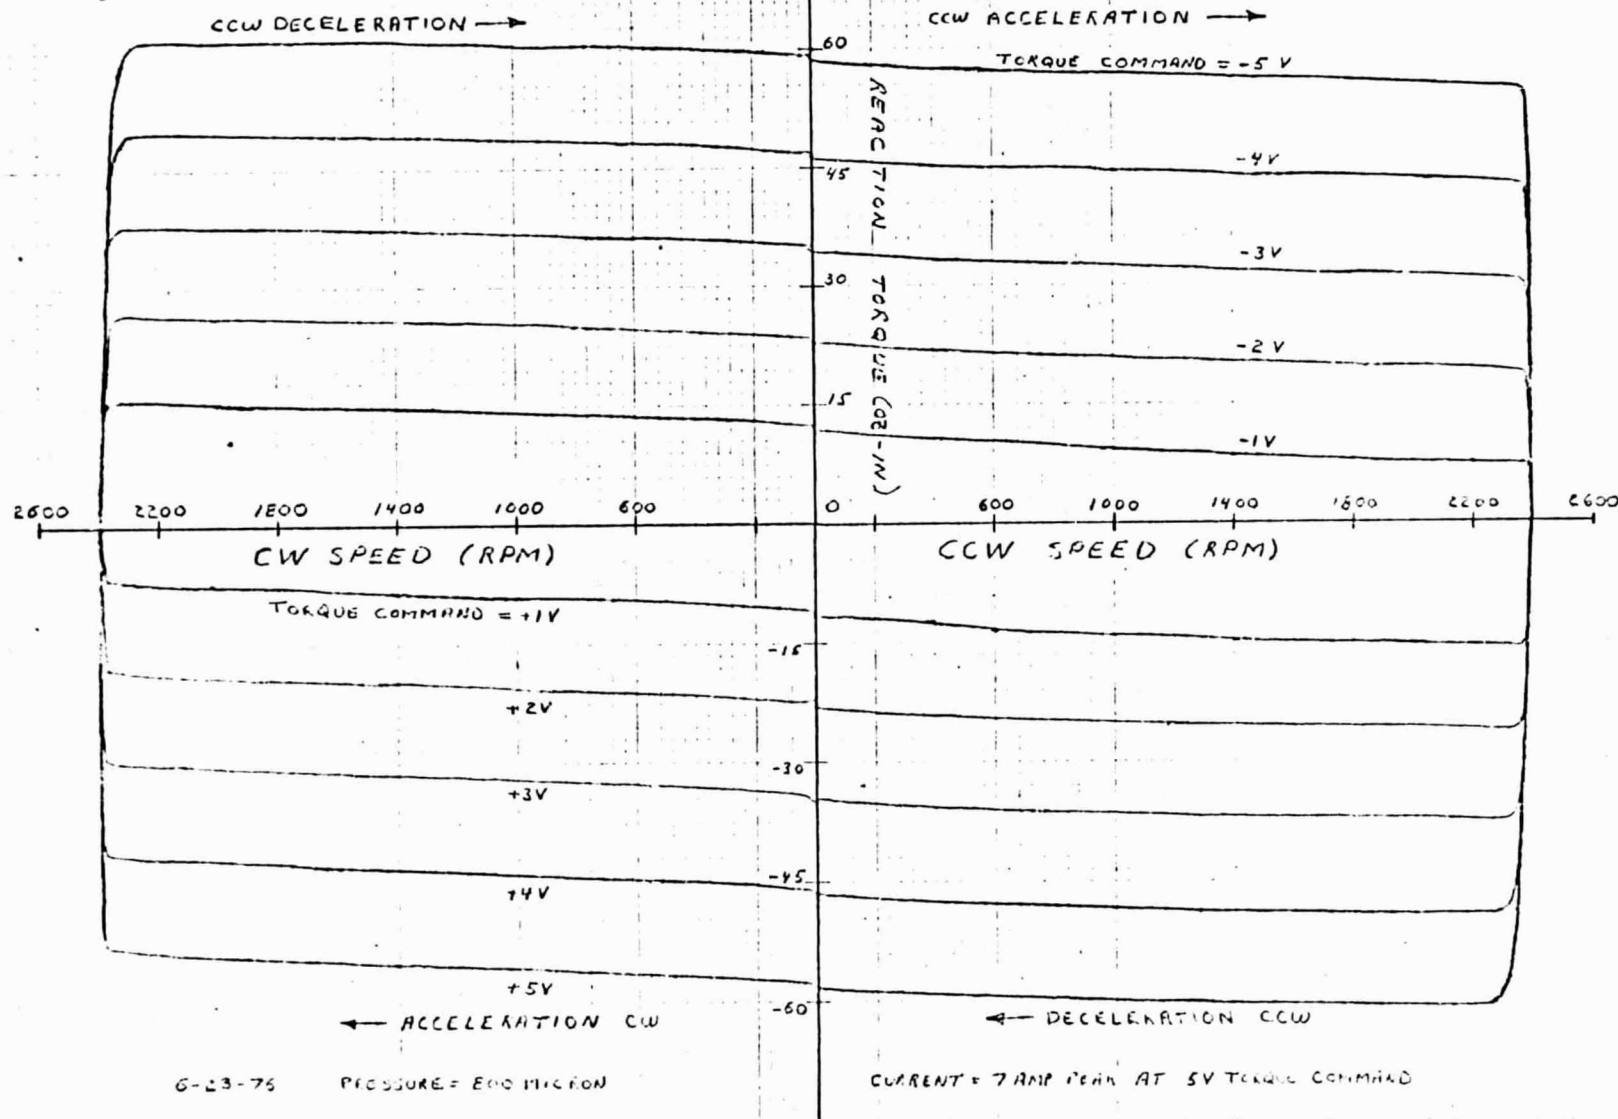 CCW DECELERATION →
CCW ACCELERATION →
60
TORQUE COMMAND = -5 V
-4V
45
-3V
30
-2V
15
-1V
REACTION TORQUE (OZ-IN)
2600 2200 1800 1400 1000 600 0 600 1000 1400 1800 2200 2600
CW SPEED (RPM)
CCW SPEED (RPM)
TORQUE COMMAND = +1V
-15
+2V
-30
+3V
-45
+4V
+5V
-60
← ACCELERATION CW
← DECELERATION CCW
PRESSURE = 800 MICRON
CURRENT = 7 AMP PEAK AT 5V TORQUE COMMAND